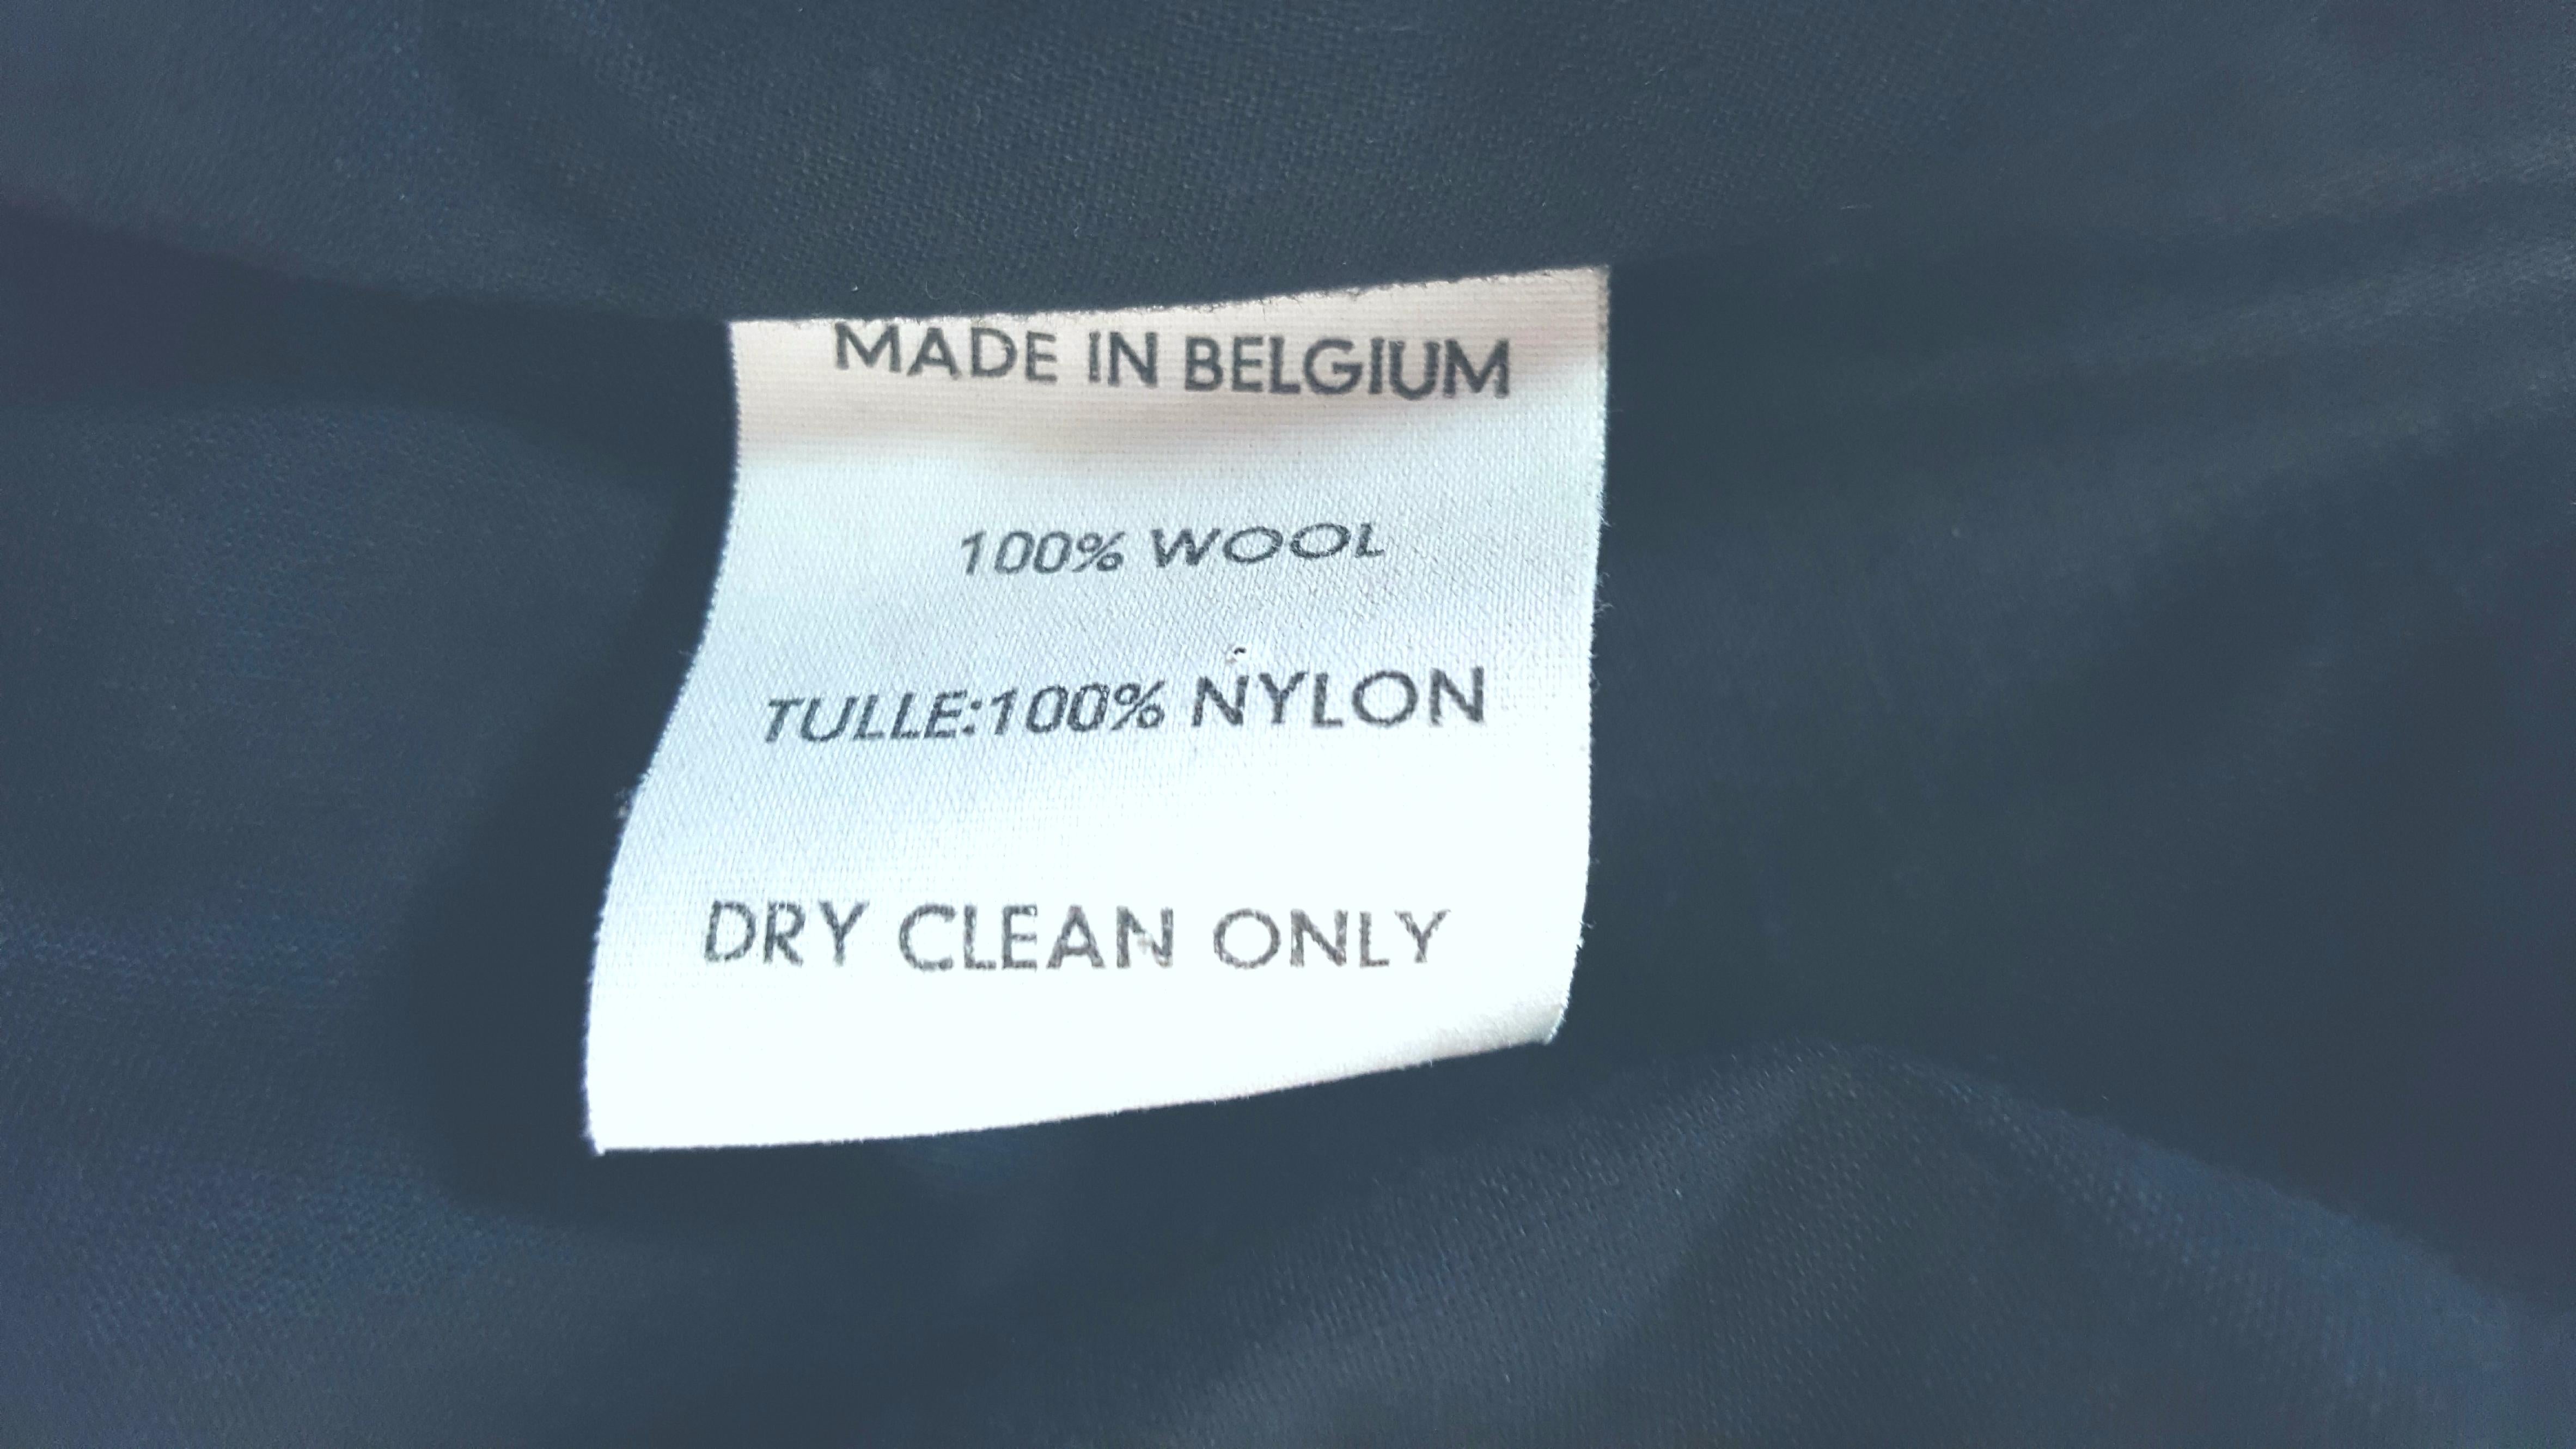 MADE IN BELGIUM
100% WOOL
TULLE:100% NYLON
DRY CLEAN ONLY